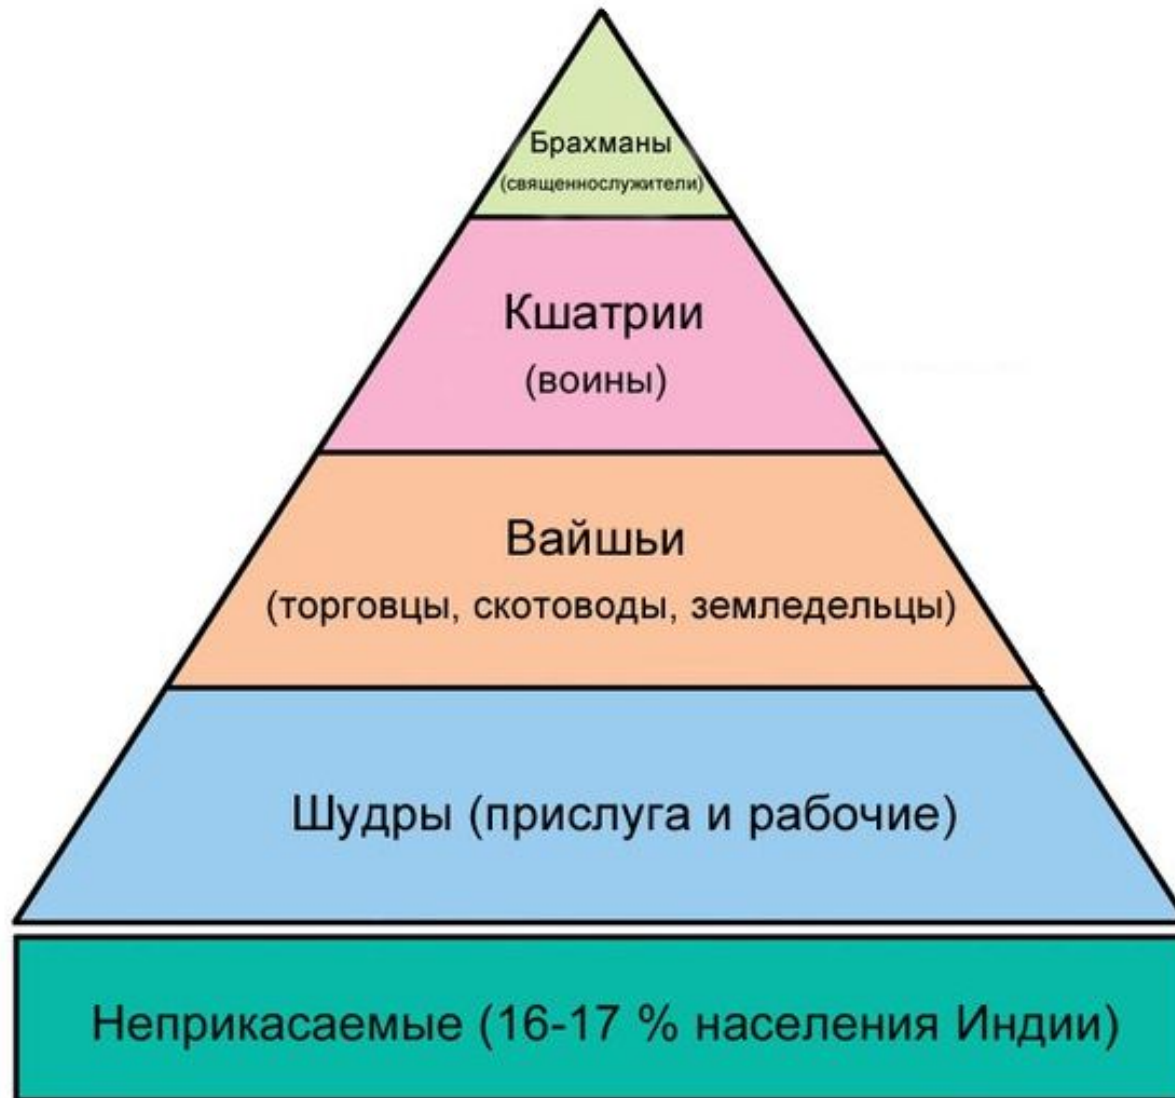 Брахманы
(священнослужители)
Кшатрии
(воины)
Вайшьи
(торговцы, скотоводы, земледельцы)
Шудры (прислуга и рабочие)
Неприкасаемые (16-17 % населения Индии)